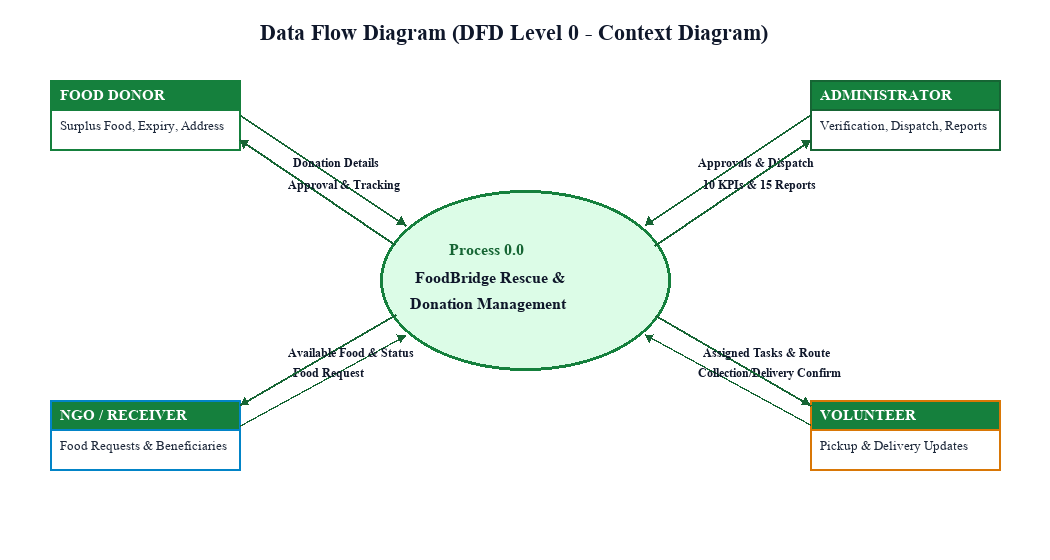 Data Flow Diagram (DFD Level 0 - Context Diagram)
FOOD DONOR
Surplus Food, Expiry, Address
ADMINISTRATOR
Verification, Dispatch, Reports
Donation Details
Approval & Tracking
Approvals & Dispatch
10 KPIs & 15 Reports
Process 0.0
FoodBridge Rescue &
Donation Management
Available Food & Status
Food Request
Assigned Tasks & Route
Collection/Delivery Confirm
NGO / RECEIVER
Food Requests & Beneficiaries
VOLUNTEER
Pickup & Delivery Updates